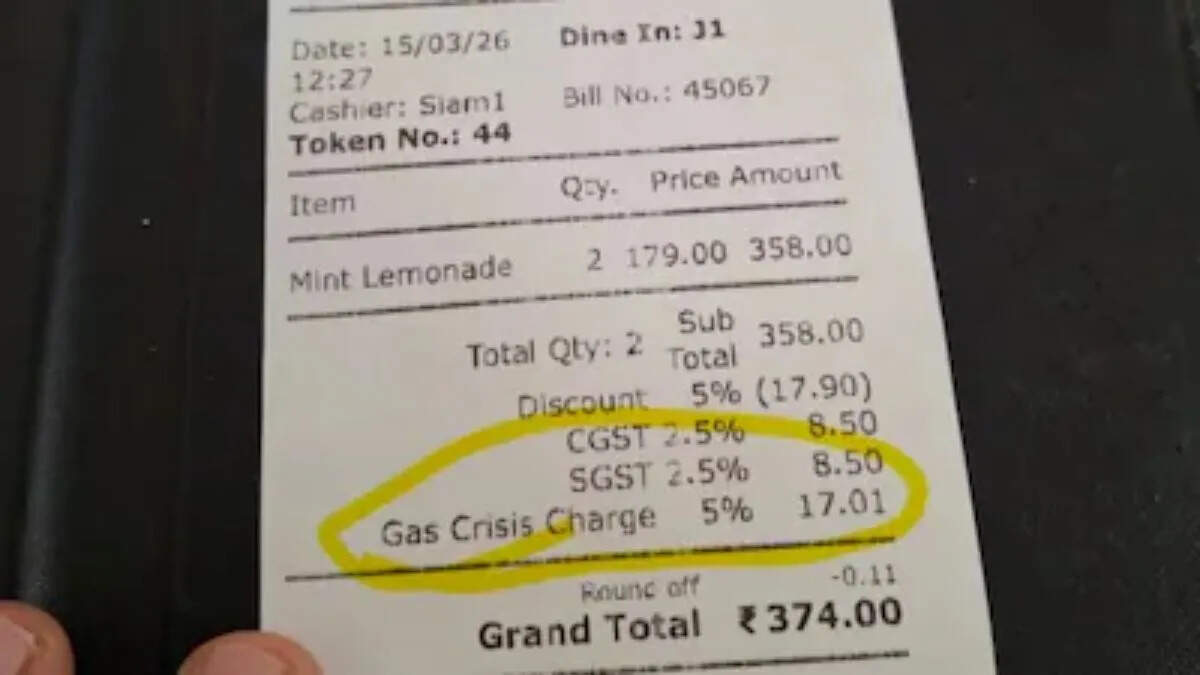 Date: 15/03/26 Dine In: J1
12:27
Cashier: Siam1 Bill No.: 45067
Token No.: 44
Item Qty. Price Amount
Mint Lemonade 2 179.00 358.00
Total Qty: 2 Sub Total 358.00
Discount 5% (17.90)
CGST 2.5% 8.50
SGST 2.5% 8.50
Gas Crisis Charge 5% 17.01
Round off -0.11
Grand Total ₹374.00